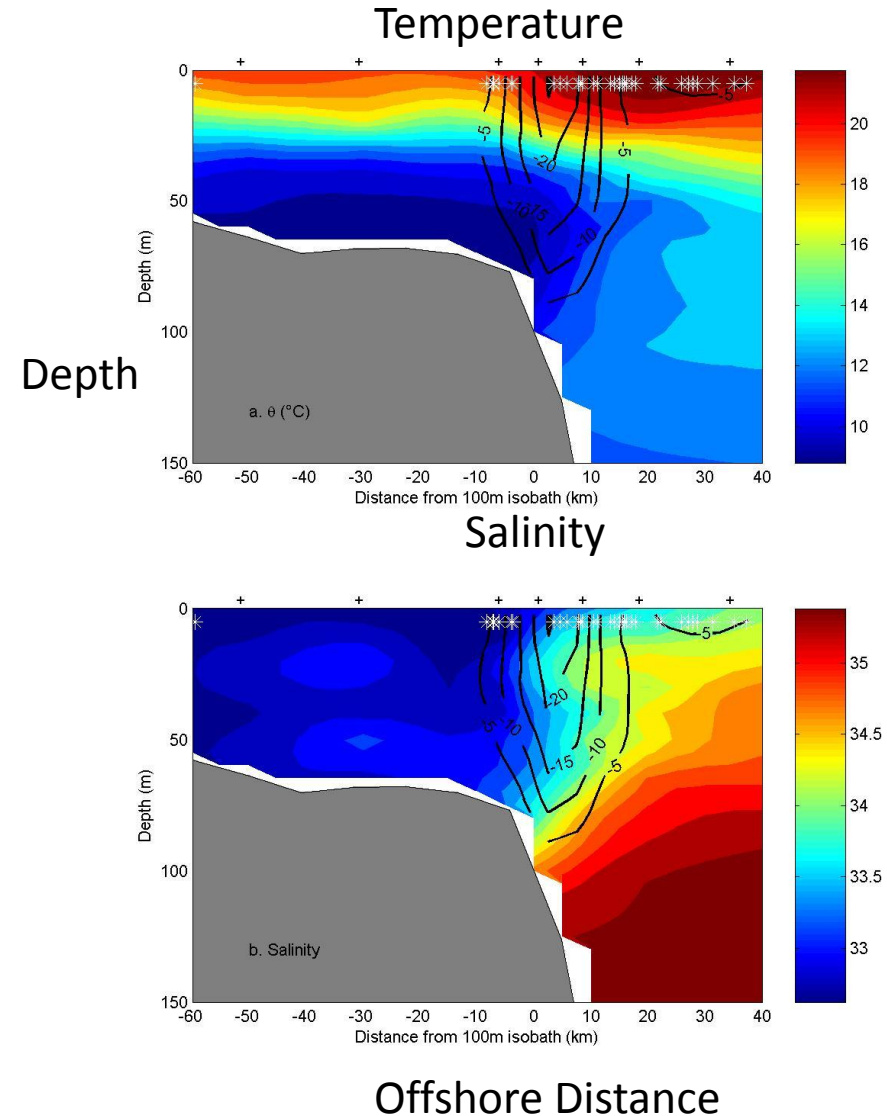 Temperature
0
50
100
150
Depth (m)
Depth
-5
-20
-15
-10
-10
-5
-5
a. θ (°C)
-60 -50 -40 -30 -20 -10 0 10 20 30 40
Distance from 100m isobath (km)
20
18
16
14
12
10
Salinity
0
50
100
150
Depth (m)
-5
-10
-20
-15
-10
-5
-5
b. Salinity
-60 -50 -40 -30 -20 -10 0 10 20 30 40
Distance from 100m isobath (km)
35
34.5
34
33.5
33
Offshore Distance